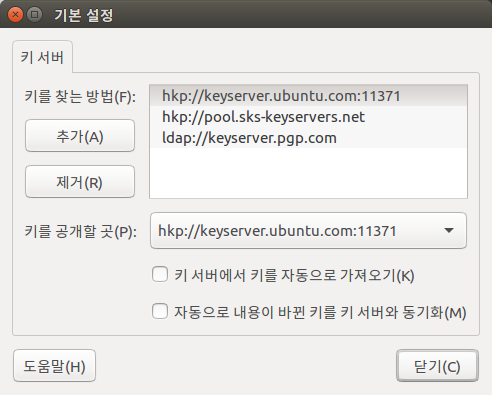 기본 설정
키 서버
키를 찾는 방법(F):
hkp://keyserver.ubuntu.com:11371
hkp://pool.sks-keyservers.net
ldap://keyserver.pgp.com
추가(A)
제거(R)
키를 공개할 곳(P):
hkp://keyserver.ubuntu.com:11371
키 서버에서 키를 자동으로 가져오기(K)
자동으로 내용이 바뀐 키를 키 서버와 동기화(M)
도움말(H)
닫기(C)